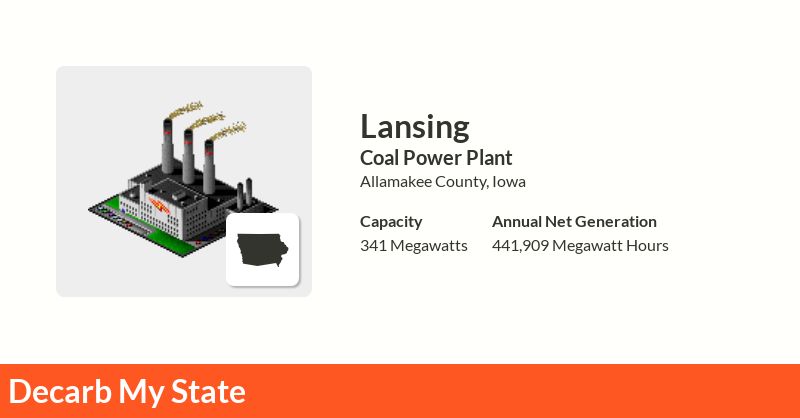 Lansing
Coal Power Plant
Allamakee County, Iowa
Capacity
Annual Net Generation
341 Megawatts
441,909 Megawatt Hours
Decarb My State